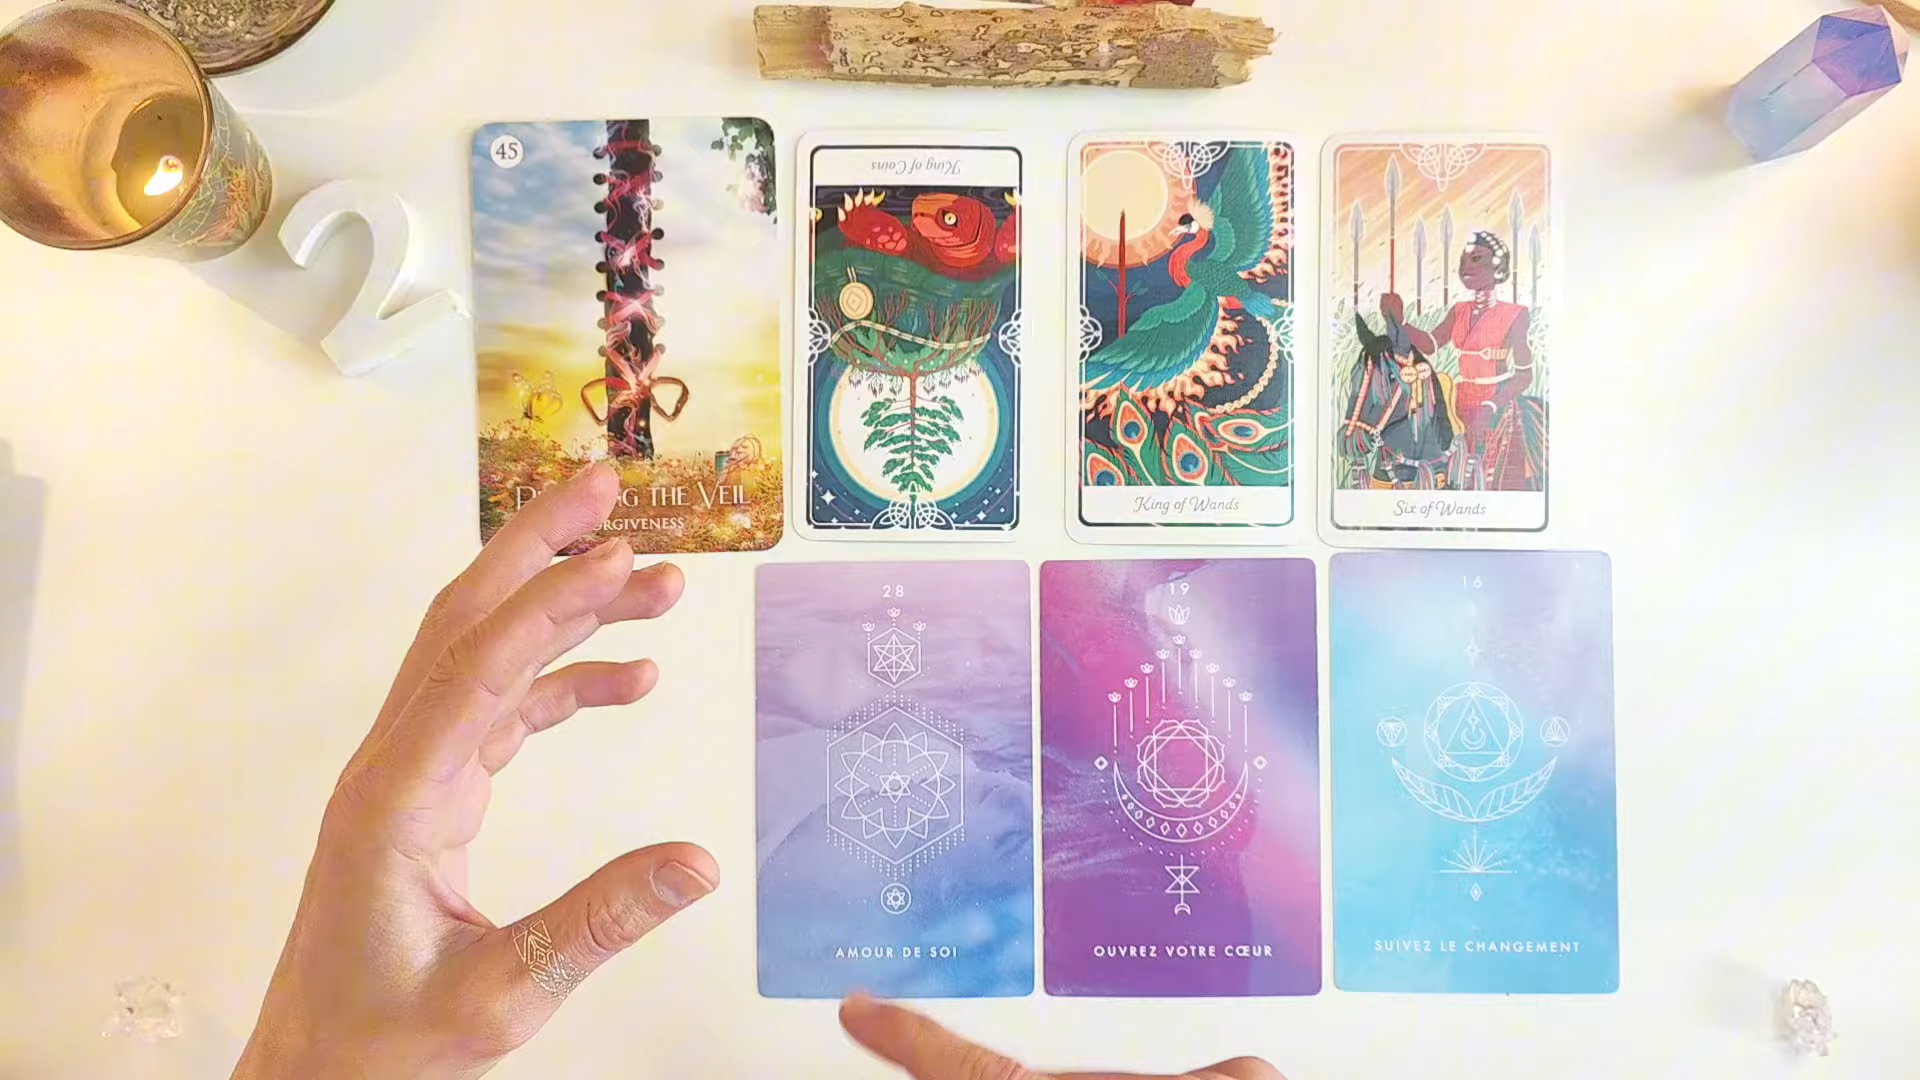 45
2
King of Coins
THE VEIL
King of Wands
Six of Wands
28
AMOUR DE SOI
19
OUVREZ VOTRE CŒUR
16
SUIVEZ LE CHANGEMENT